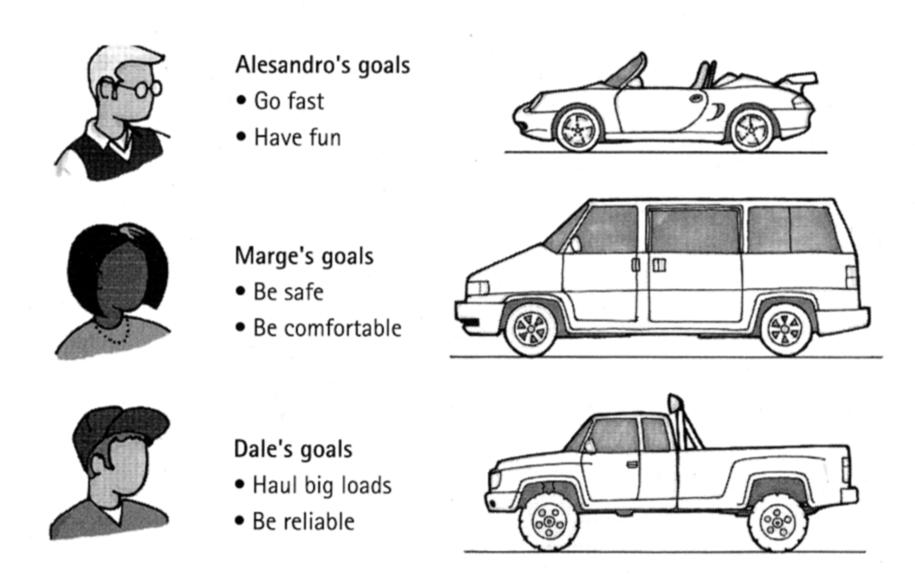 Alesandro's goals
• Go fast
• Have fun
Marge's goals
• Be safe
• Be comfortable
Dale's goals
• Haul big loads
• Be reliable